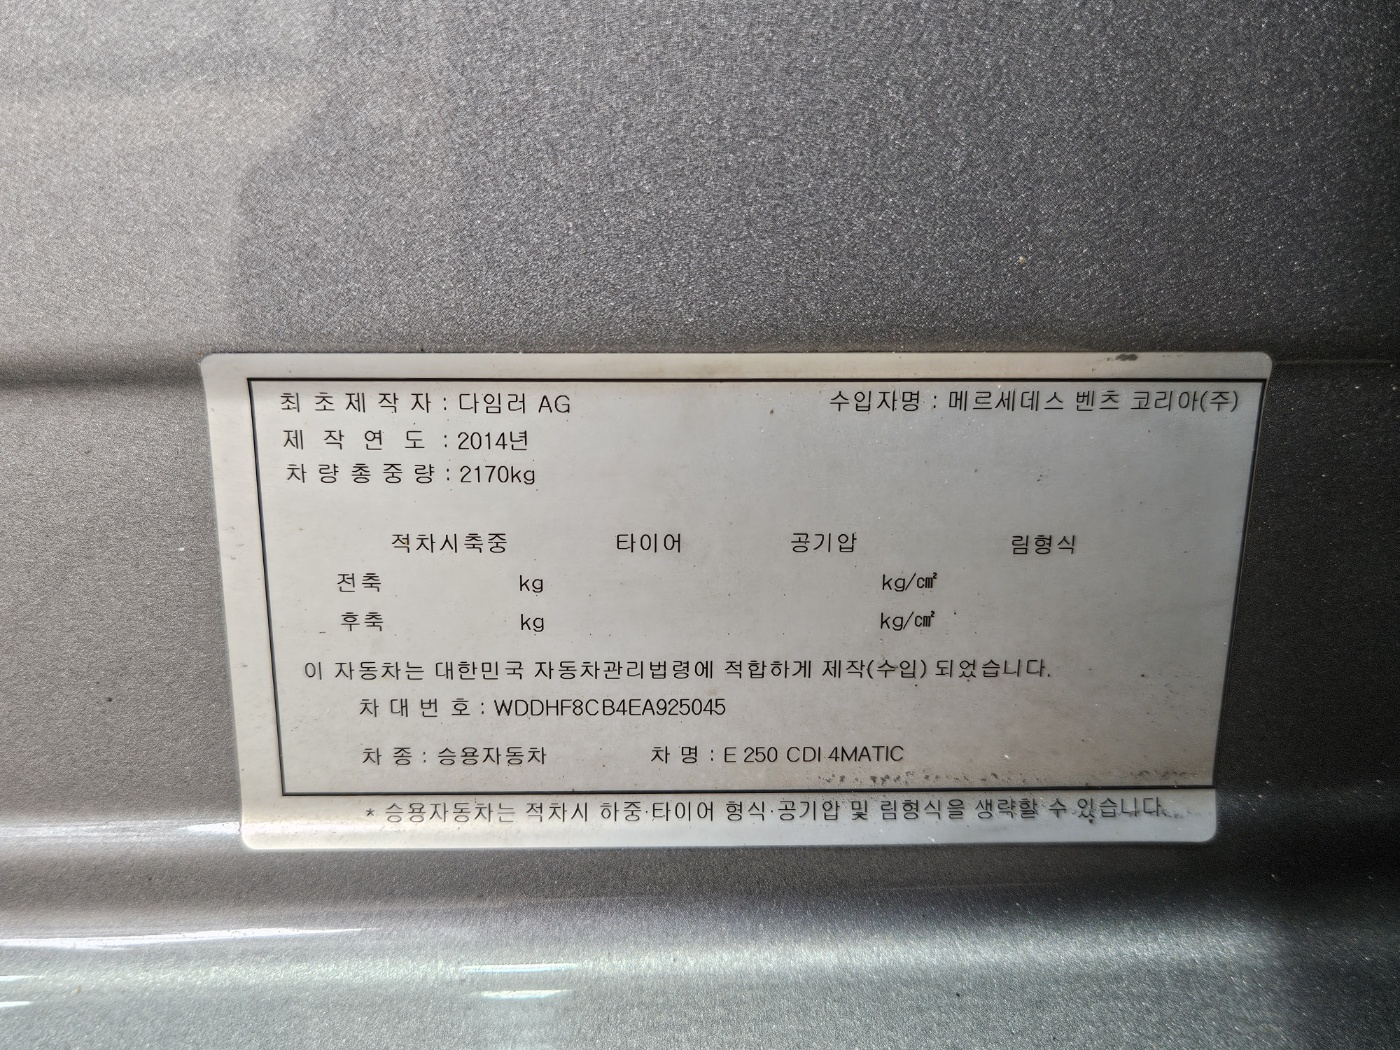 최초제작자 : 다임러 AG 수입자명 : 메르세데스 벤츠 코리아(주)
제작연도 : 2014년
차량총중량 : 2170kg
적차시축중 타이어 공기압 림형식
전축 kg kg/㎠
후축 kg kg/㎠
이 자동차는 대한민국 자동차관리법령에 적합하게 제작(수입) 되었습니다.
차대번호 : WDDHF8CB4EA925045
차종 : 승용자동차 차명 : E 250 CDI 4MATIC
* 승용자동차는 적차시 하중·타이어 형식·공기압 및 림형식을 생략할 수 있습니다.